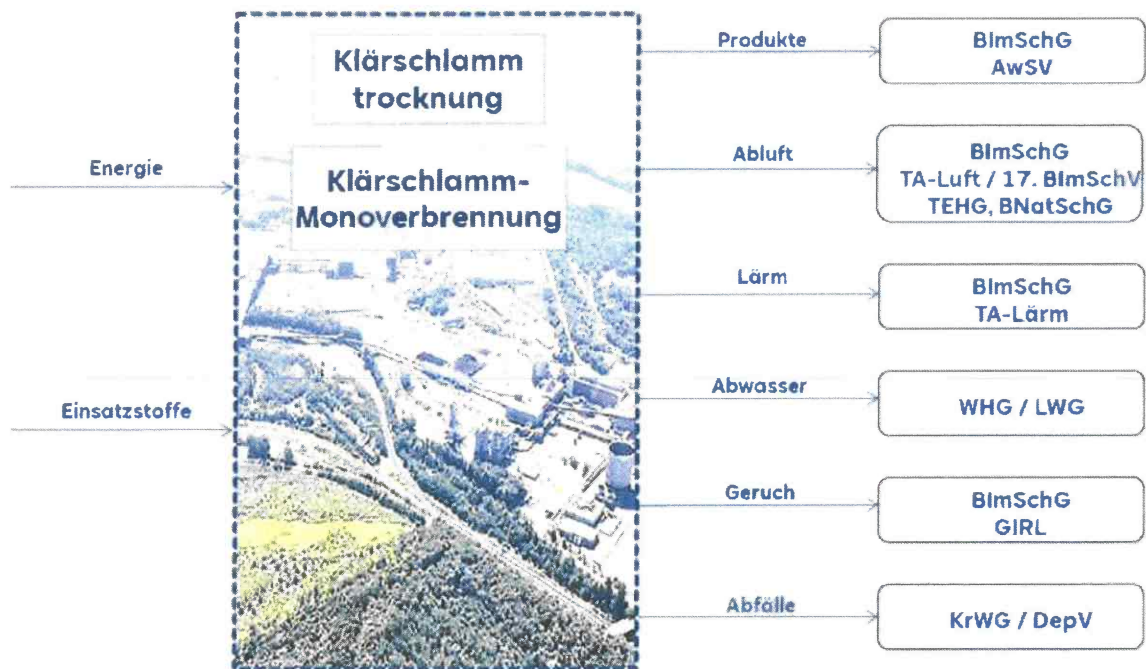 Klärschlamm
trocknung
Klärschlamm-
Monoverbrennung
Energie
Einsatzstoffe
Produkte
BImSchG
AwSV
Abluft
BImSchG
TA-Luft / 17. BImSchV
TEHG, BNatSchG
Lärm
BImSchG
TA-Lärm
Abwasser
WHG / LWG
Geruch
BImSchG
GIRL
Abfälle
KrWG / DepV